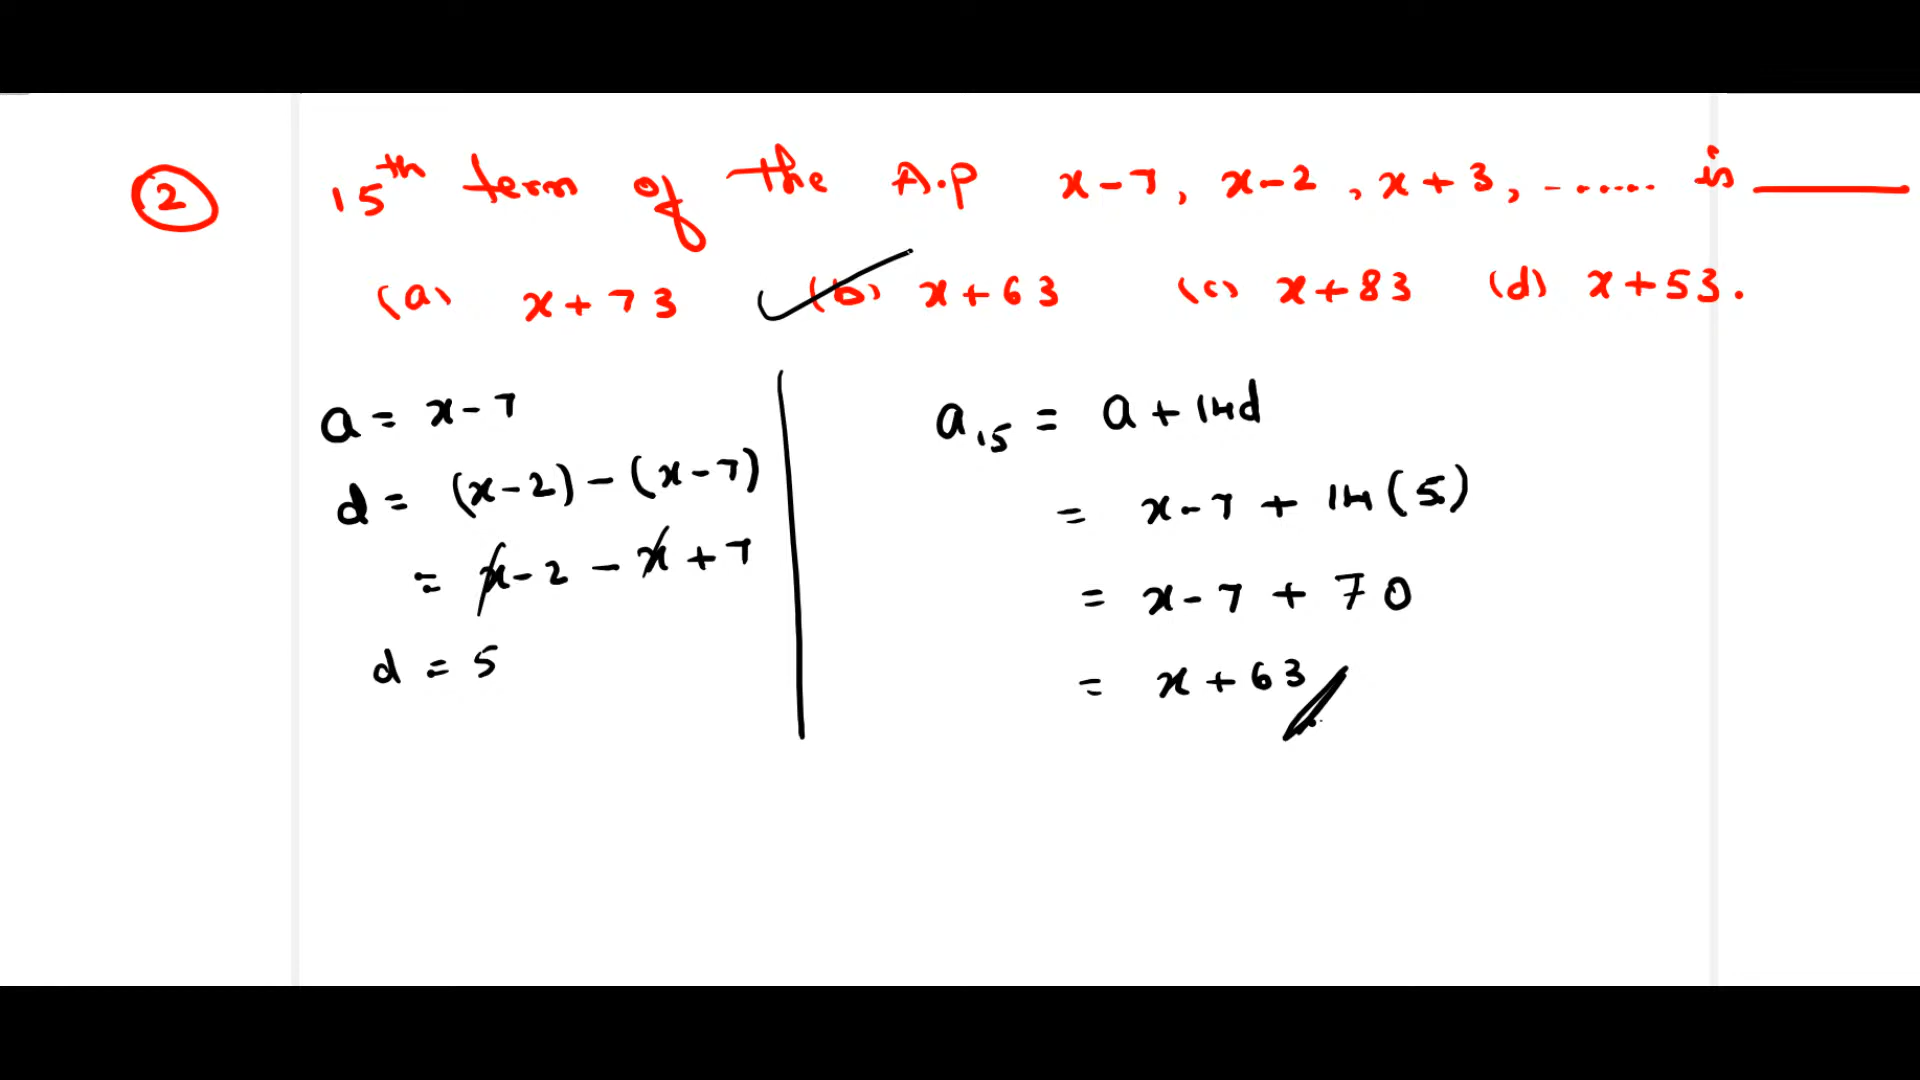 2 15th term of the A.P x-7, x-2, x+3, ...... is ______
(a) x+73 (b) x+63 (c) x+83 (d) x+53.
a = x-7
d = (x-2) - (x-7)
= x-2 - x+7
d = 5
a15 = a+14d
= x-7 + 14(5)
= x-7 + 70
= x+63